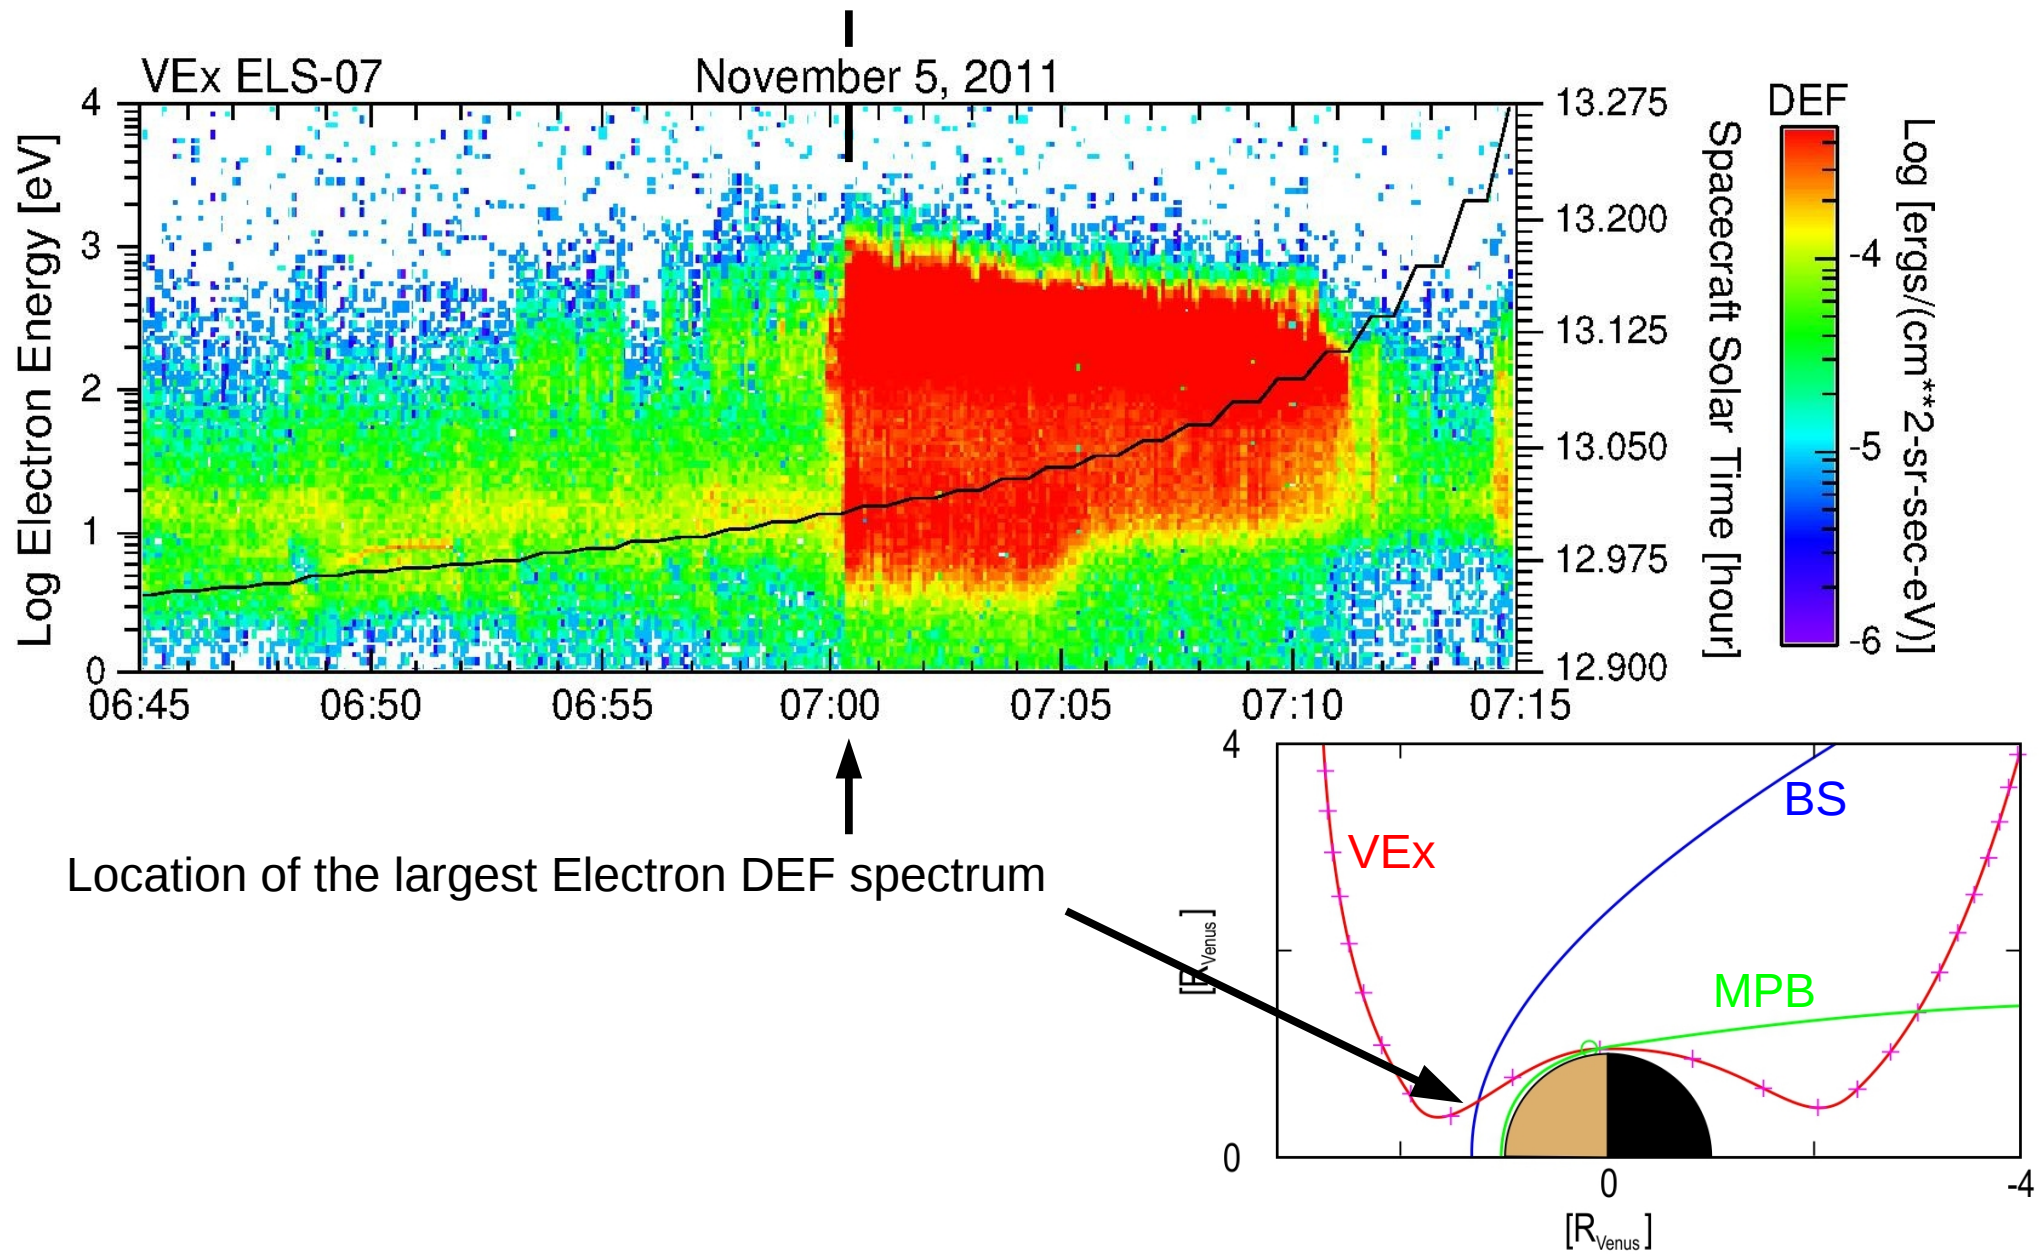 VEx ELS-07
November 5, 2011
DEF
4
3
2
1
0
Log Electron Energy [eV]
13.275
13.200
13.125
13.050
12.975
12.900
Spacecraft Solar Time [hour]
-4
-5
-6
Log [ergs/(cm**2-sr-sec-eV)]
06:45 06:50 06:55 07:00 07:05 07:10 07:15
Location of the largest Electron DEF spectrum
4
0
[RVenus]
VEx
BS
MPB
0
-4
[RVenus]